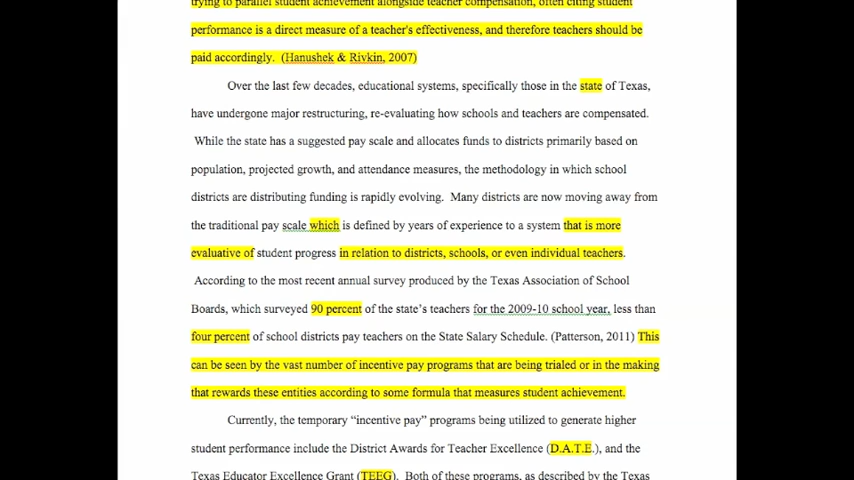 trying to parallel student achievement alongside teacher compensation, often citing student
performance is a direct measure of a teacher's effectiveness, and therefore teachers should be
paid accordingly.  (Hanushek & Rivkin, 2007)
Over the last few decades, educational systems, specifically those in the state of Texas,
have undergone major restructuring, re-evaluating how schools and teachers are compensated.
While the state has a suggested pay scale and allocates funds to districts primarily based on
population, projected growth, and attendance measures, the methodology in which school
districts are distributing funding is rapidly evolving.  Many districts are now moving away from
the traditional pay scale which is defined by years of experience to a system that is more
evaluative of student progress in relation to districts, schools, or even individual teachers.
According to the most recent annual survey produced by the Texas Association of School
Boards, which surveyed 90 percent of the state's teachers for the 2009-10 school year, less than
four percent of school districts pay teachers on the State Salary Schedule. (Patterson, 2011) This
can be seen by the vast number of incentive pay programs that are being trialed or in the making
that rewards these entities according to some formula that measures student achievement.
Currently, the temporary “incentive pay” programs being utilized to generate higher
student performance include the District Awards for Teacher Excellence (D.A.T.E.), and the
Texas Educator Excellence Grant (TEEG).  Both of these programs, as described by the Texas